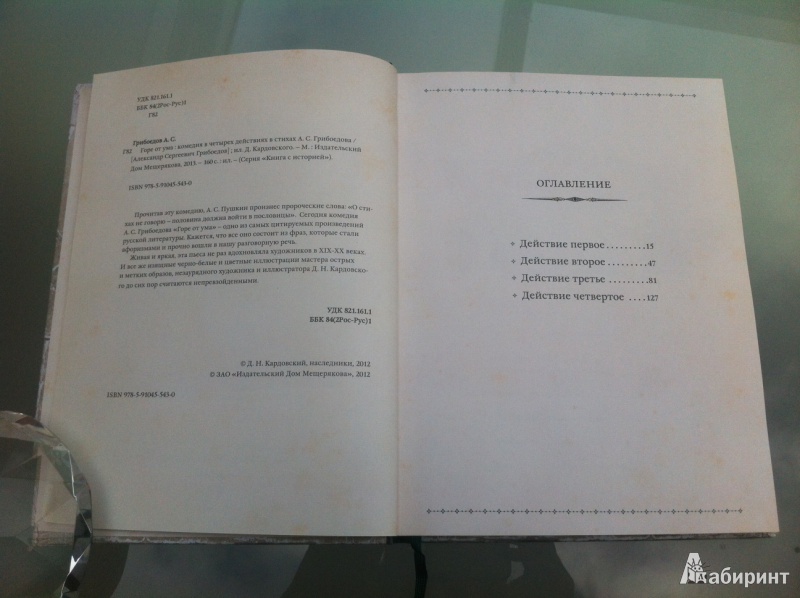 УДК 821.161.1
ББК 84(2Рос-Рус)1
Г82
Грибоедов А. С.
Г82 Горе от ума : комедия в четырех действиях в стихах А. С. Грибоедова /
[Александр Сергеевич Грибоедов] ; ил. Д. Кардовского. – М. : Издательский
Дом Мещерякова, 2013. – 160 с. : ил. – (Серия «Книга с историей»).
ISBN 978-5-91045-543-0
Прочитав эту комедию, А. С. Пушкин произнес пророческие слова: «О сти-
хах не говорю – половина должна войти в пословицы». Сегодня комедия
А. С. Грибоедова «Горе от ума» – одно из самых цитируемых произведений
русской литературы. Кажется, что все оно состоит из фраз, которые стали
афоризмами и прочно вошли в нашу разговорную речь.
Живая и яркая, эта пьеса не раз вдохновляла художников в XIX-XX веках.
И все же изящные черно-белые и цветные иллюстрации мастера острых
и метких образов, незаурядного художника и иллюстратора Д. Н. Кардовско-
го до сих пор считаются непревзойденными.
УДК 821.161.1
ББК 84(2Рос-Рус)1
© Д. Н. Кардовский, наследники, 2012
© ЗАО «Издательский Дом Мещерякова», 2012
ISBN 978-5-91045-543-0
ОГЛАВЛЕНИЕ
Действие первое.........15
Действие второе.........47
Действие третье.........81
Действие четвертое ....127
Лабиринт